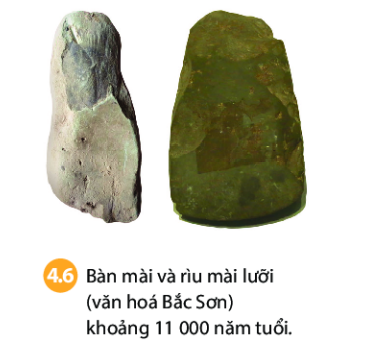 4.6 Bàn mài và rìu mài lưỡi
(văn hoá Bắc Sơn)
khoảng 11 000 năm tuổi.